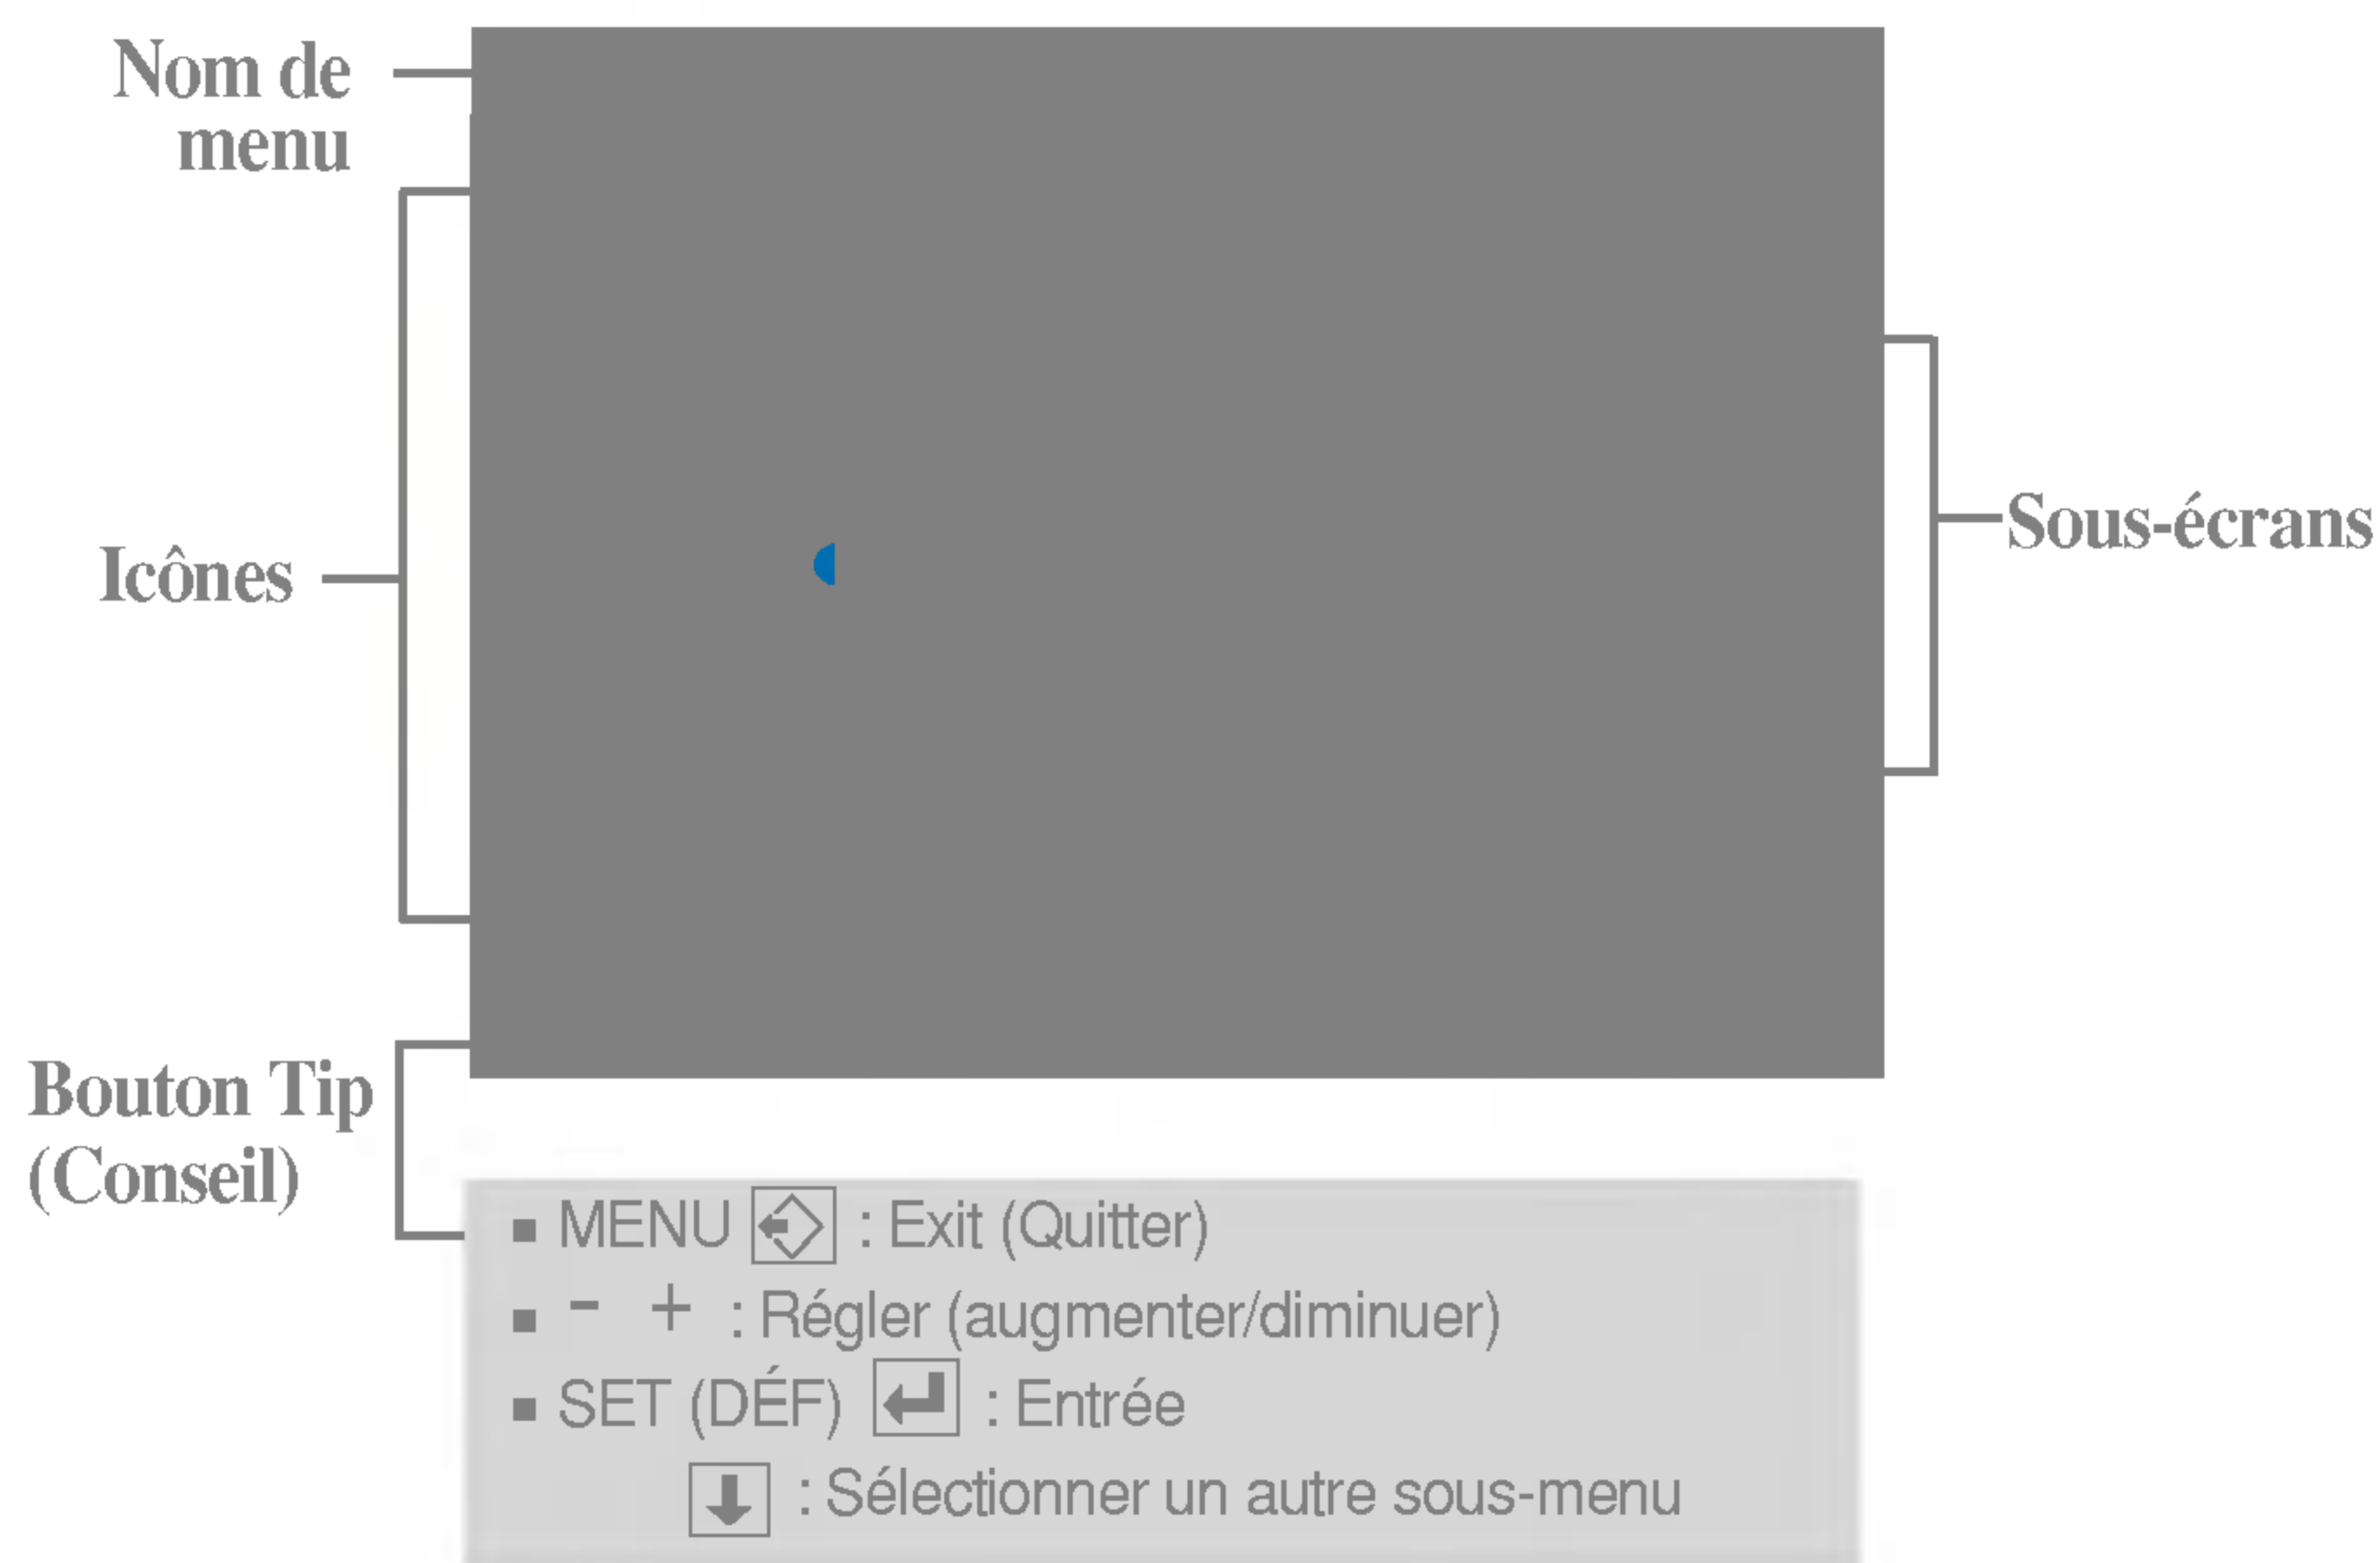 Nom de
menu
Icônes
Sous-écrans
Bouton Tip
(Conseil)
▪ MENU : Exit (Quitter)
▪ - + : Régler (augmenter/diminuer)
▪ SET (DÉF) : Entrée
: Sélectionner un autre sous-menu